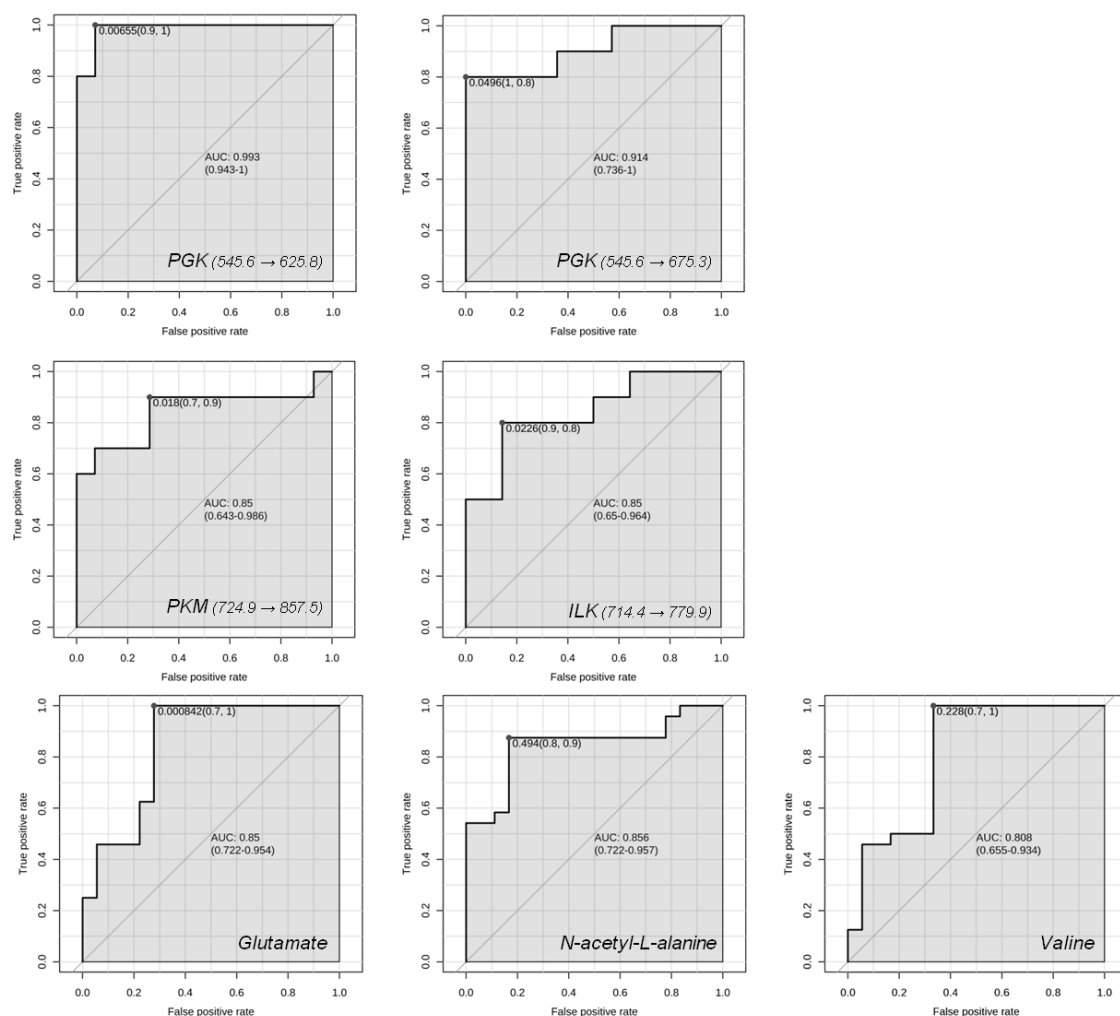 1.0
0.8
0.6
0.4
0.2
0.0
True positive rate
0.00655(0.9, 1)
AUC: 0.993
(0.943-1)
PGK (545.6 → 625.8)
0.0 0.2 0.4 0.6 0.8 1.0
False positive rate
1.0
0.8
0.6
0.4
0.2
0.0
True positive rate
0.0496(1, 0.8)
AUC: 0.914
(0.736-1)
PGK (545.6 → 675.3)
0.0 0.2 0.4 0.6 0.8 1.0
False positive rate
1.0
0.8
0.6
0.4
0.2
0.0
True positive rate
0.018(0.7, 0.9)
AUC: 0.85
(0.643-0.986)
PKM (724.9 → 857.5)
0.0 0.2 0.4 0.6 0.8 1.0
False positive rate
1.0
0.8
0.6
0.4
0.2
0.0
True positive rate
0.0226(0.9, 0.8)
AUC: 0.85
(0.65-0.964)
ILK (714.4 → 779.9)
0.0 0.2 0.4 0.6 0.8 1.0
False positive rate
1.0
0.8
0.6
0.4
0.2
0.0
True positive rate
0.000842(0.7, 1)
AUC: 0.85
(0.722-0.954)
Glutamate
0.0 0.2 0.4 0.6 0.8 1.0
False positive rate
1.0
0.8
0.6
0.4
0.2
0.0
True positive rate
0.494(0.8, 0.9)
AUC: 0.856
(0.722-0.957)
N-acetyl-L-alanine
0.0 0.2 0.4 0.6 0.8 1.0
False positive rate
1.0
0.8
0.6
0.4
0.2
0.0
True positive rate
0.228(0.7, 1)
AUC: 0.808
(0.655-0.934)
Valine
0.0 0.2 0.4 0.6 0.8 1.0
False positive rate